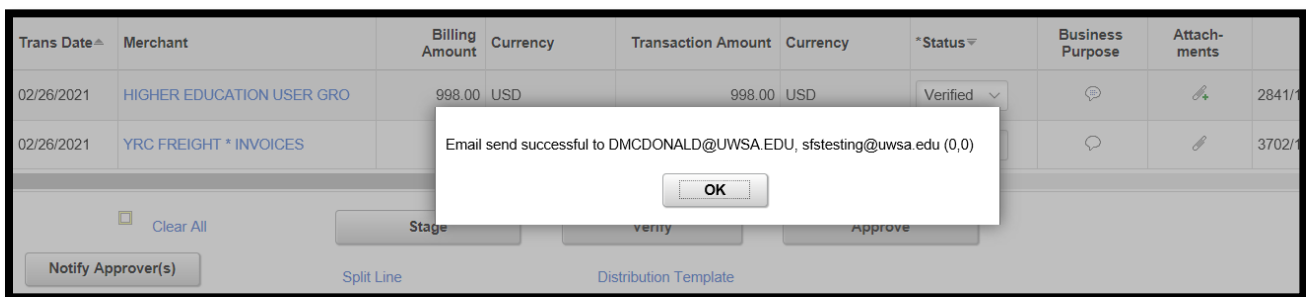 Trans Date Merchant Billing Amount Currency Transaction Amount Currency *Status Business Purpose Attach-ments
02/26/2021 HIGHER EDUCATION USER GRO 998.00 USD 998.00 USD Verified 2841/1
02/26/2021 YRC FREIGHT * INVOICES 3702/1
Email send successful to DMCDONALD@UWSA.EDU, sfstesting@uwsa.edu (0,0)
OK
Clear All Stage Verify Approve
Notify Approver(s) Split Line Distribution Template